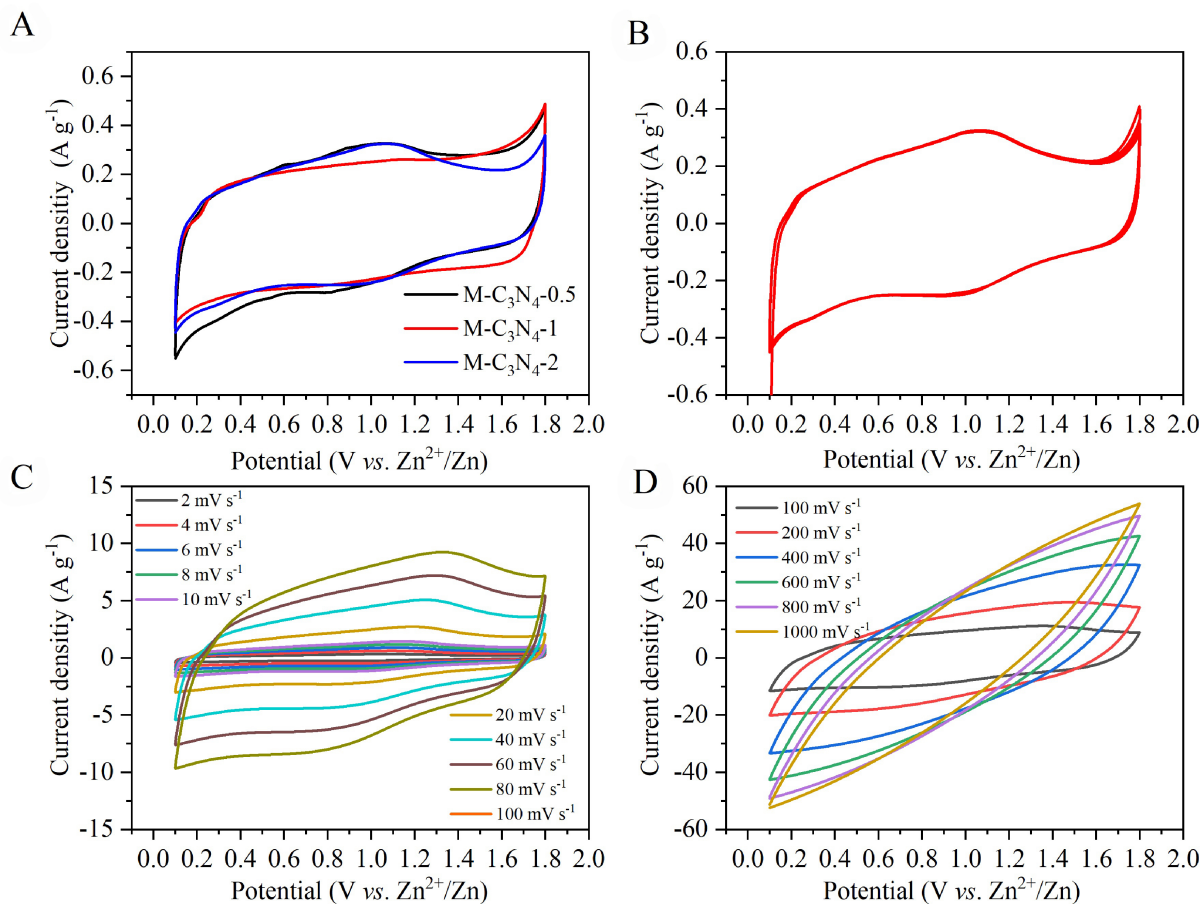 A
Current densitiy (A g⁻¹)
0.6
0.4
0.2
0.0
-0.2
-0.4
-0.6
M-C₃N₄-0.5
M-C₃N₄-1
M-C₃N₄-2
0.0 0.2 0.4 0.6 0.8 1.0 1.2 1.4 1.6 1.8 2.0
Potential (V vs. Zn²⁺/Zn)
B
Current densitiy (A g⁻¹)
0.6
0.4
0.2
0.0
-0.2
-0.4
-0.6
0.0 0.2 0.4 0.6 0.8 1.0 1.2 1.4 1.6 1.8 2.0
Potential (V vs. Zn²⁺/Zn)
C
Current densitiy (A g⁻¹)
15
10
5
0
-5
-10
-15
2 mV s⁻¹
4 mV s⁻¹
6 mV s⁻¹
8 mV s⁻¹
10 mV s⁻¹
20 mV s⁻¹
40 mV s⁻¹
60 mV s⁻¹
80 mV s⁻¹
100 mV s⁻¹
0.0 0.2 0.4 0.6 0.8 1.0 1.2 1.4 1.6 1.8 2.0
Potential (V vs. Zn²⁺/Zn)
D
Current densitiy (A g⁻¹)
60
40
20
0
-20
-40
-60
100 mV s⁻¹
200 mV s⁻¹
400 mV s⁻¹
600 mV s⁻¹
800 mV s⁻¹
1000 mV s⁻¹
0.0 0.2 0.4 0.6 0.8 1.0 1.2 1.4 1.6 1.8 2.0
Potential (V vs. Zn²⁺/Zn)